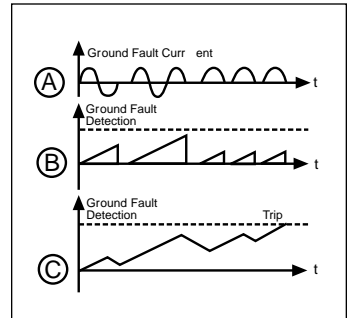 Ground Fault Curr ent
A
t
Ground Fault
Detection
B
t
Ground Fault
Detection
Trip
C
t